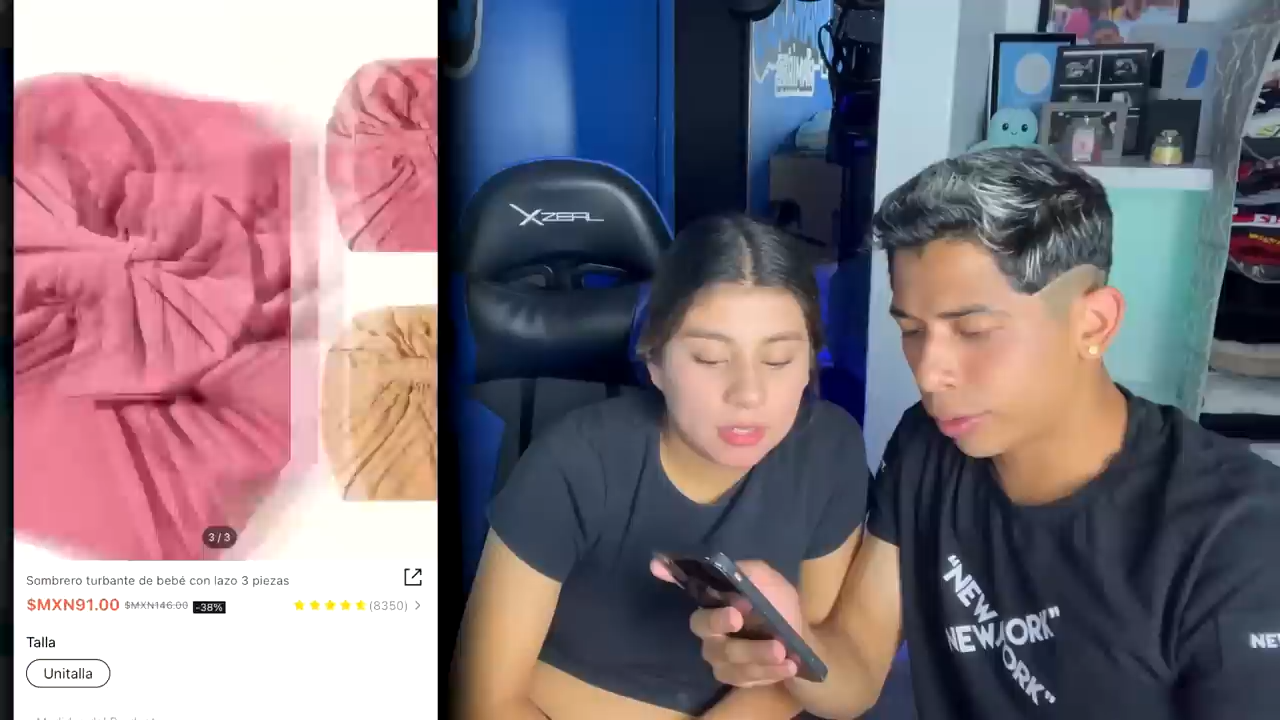 3 / 3
Sombrero turbante de bebé con lazo 3 piezas
$MXN91.00 $MXN146.00 -38% (8350)
Talla
Unitalla
XZEAL
"NEW
NEW YORK"
YORK"
NEW